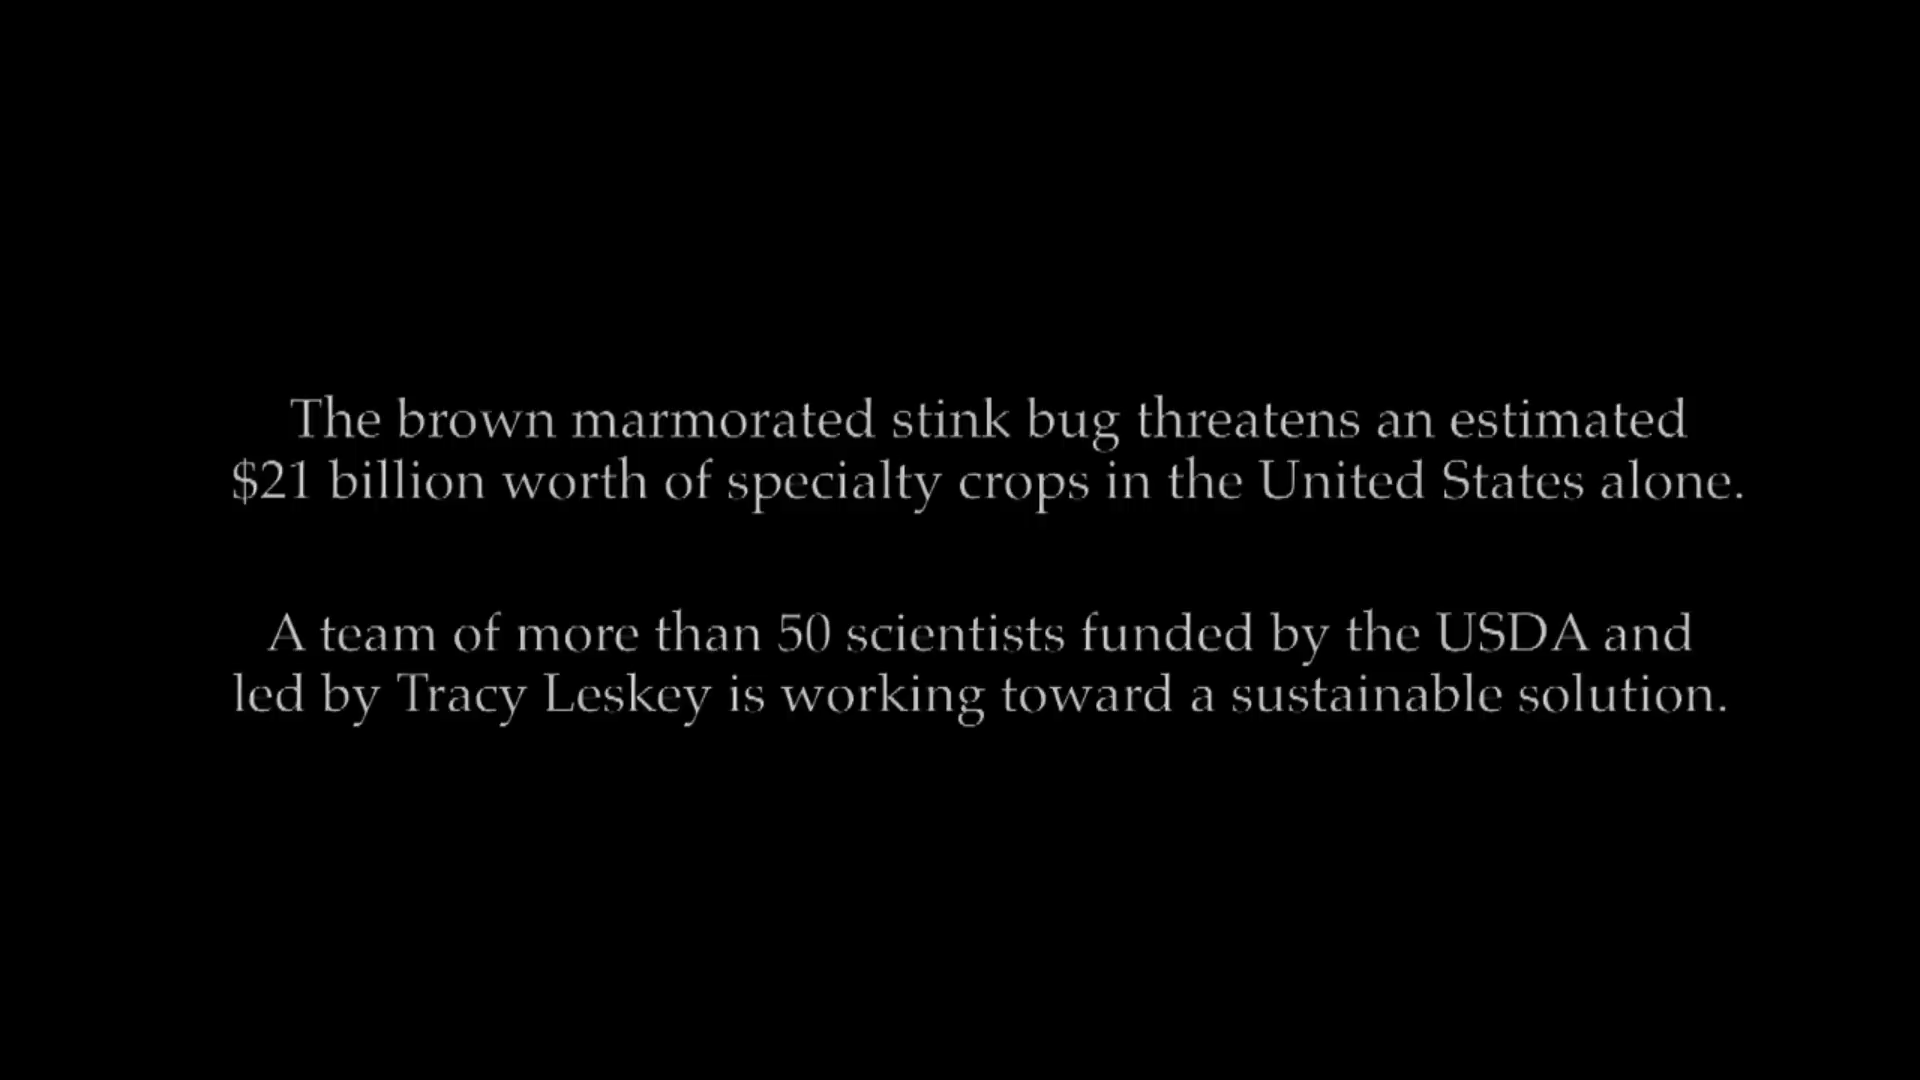 The brown marmorated stink bug threatens an estimated
$21 billion worth of specialty crops in the United States alone.
A team of more than 50 scientists funded by the USDA and
led by Tracy Leskey is working toward a sustainable solution.